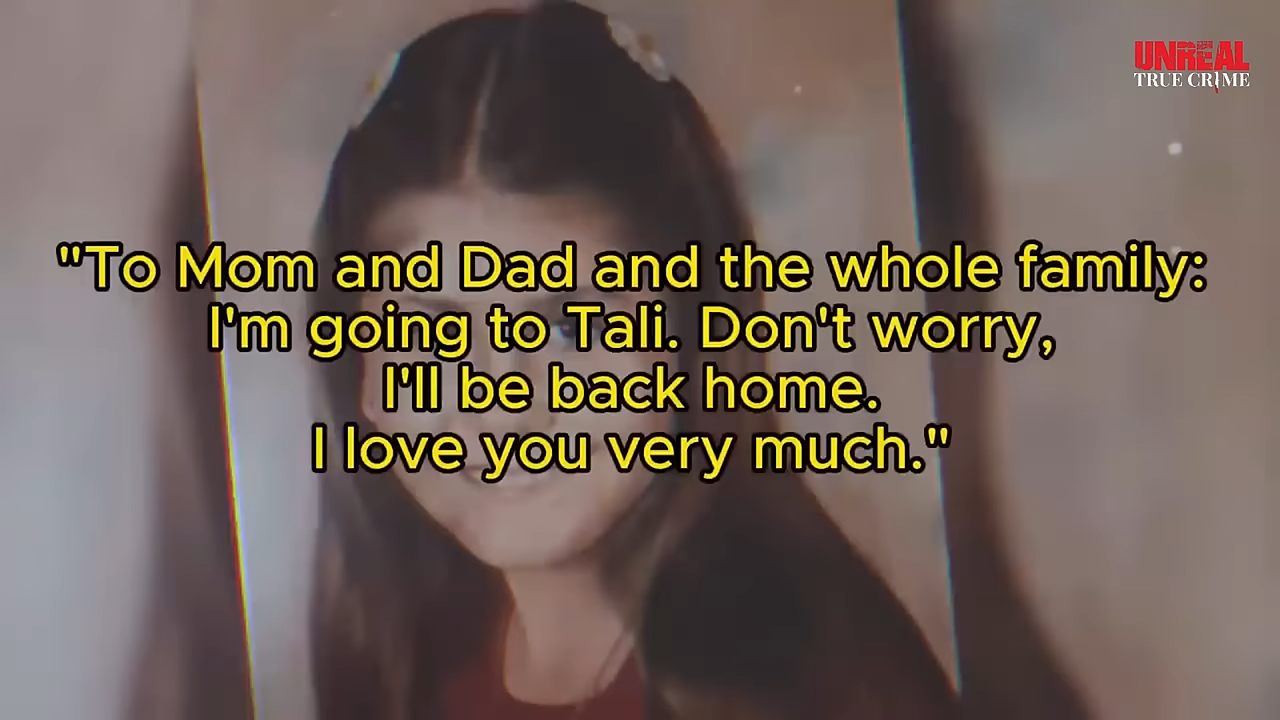 UNREAL
TRUE CRIME
"To Mom and Dad and the whole family:
I'm going to Tali. Don't worry,
I'll be back home.
I love you very much."